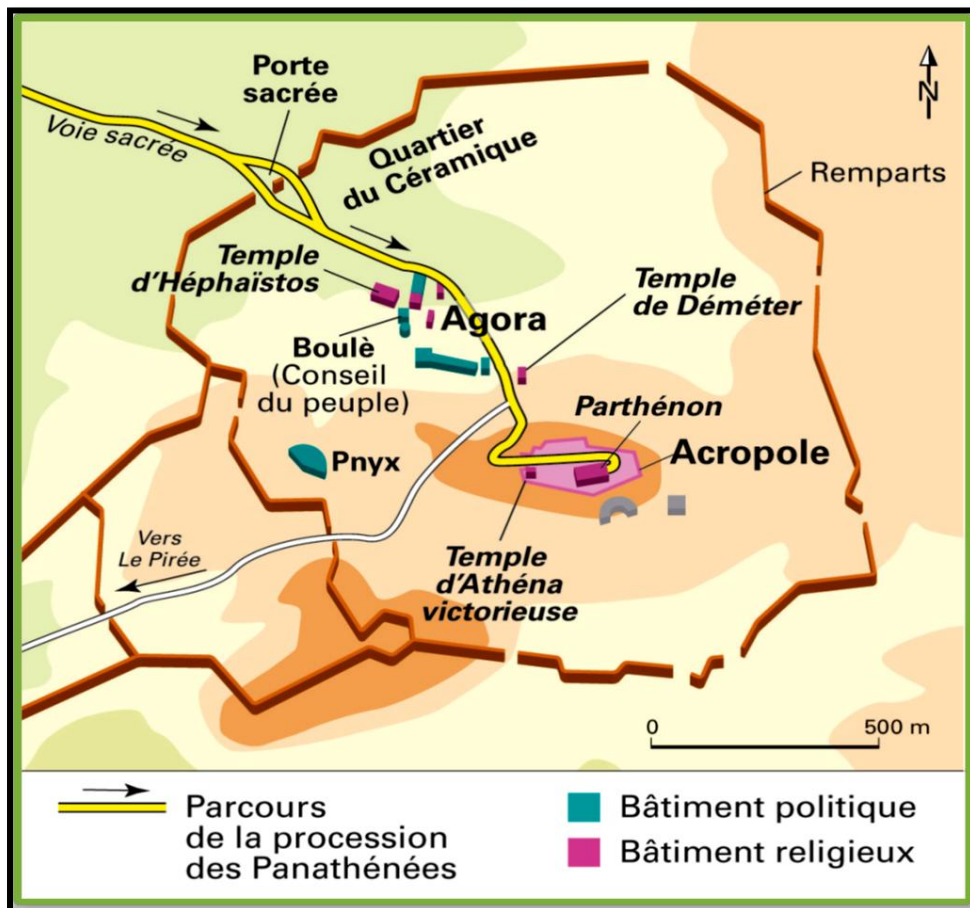 Porte
sacrée
N
Voie sacrée
Quartier
du Céramique
Remparts
Temple
d'Héphaïstos
Temple
de Déméter
Agora
Boulè
(Conseil
du peuple)
Parthénon
Acropole
Pnyx
Vers
Le Pirée
Temple
d'Athéna
victorieuse
0 500 m
Parcours
de la procession
des Panathénées
Bâtiment politique
Bâtiment religieux